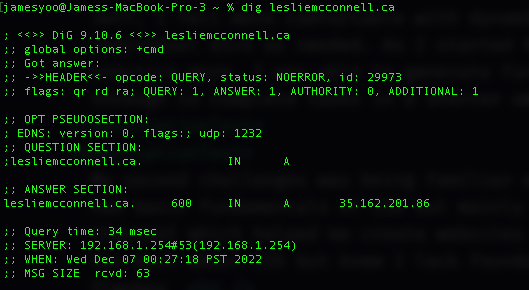 [jamesyoo@Jamess-MacBook-Pro-3 ~ % dig lesliemcconnell.ca
; <<>> DiG 9.10.6 <<>> lesliemcconnell.ca
;; global options: +cmd
;; Got answer:
;; ->>HEADER<<- opcode: QUERY, status: NOERROR, id: 29973
;; flags: qr rd ra; QUERY: 1, ANSWER: 1, AUTHORITY: 0, ADDITIONAL: 1
;; OPT PSEUDOSECTION:
; EDNS: version: 0, flags:; udp: 1232
;; QUESTION SECTION:
;lesliemcconnell.ca. IN A
;; ANSWER SECTION:
lesliemcconnell.ca. 600 IN A 35.162.201.86
;; Query time: 34 msec
;; SERVER: 192.168.1.254#53(192.168.1.254)
;; WHEN: Wed Dec 07 00:27:18 PST 2022
;; MSG SIZE rcvd: 63